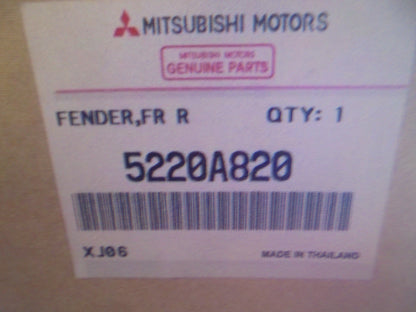 MITSUBISHI MOTORS
MITSUBISHI MOTORS
GENUINE PARTS
FENDER,FR R QTY: 1
5220A820
XJ06 MADE IN THAILAND